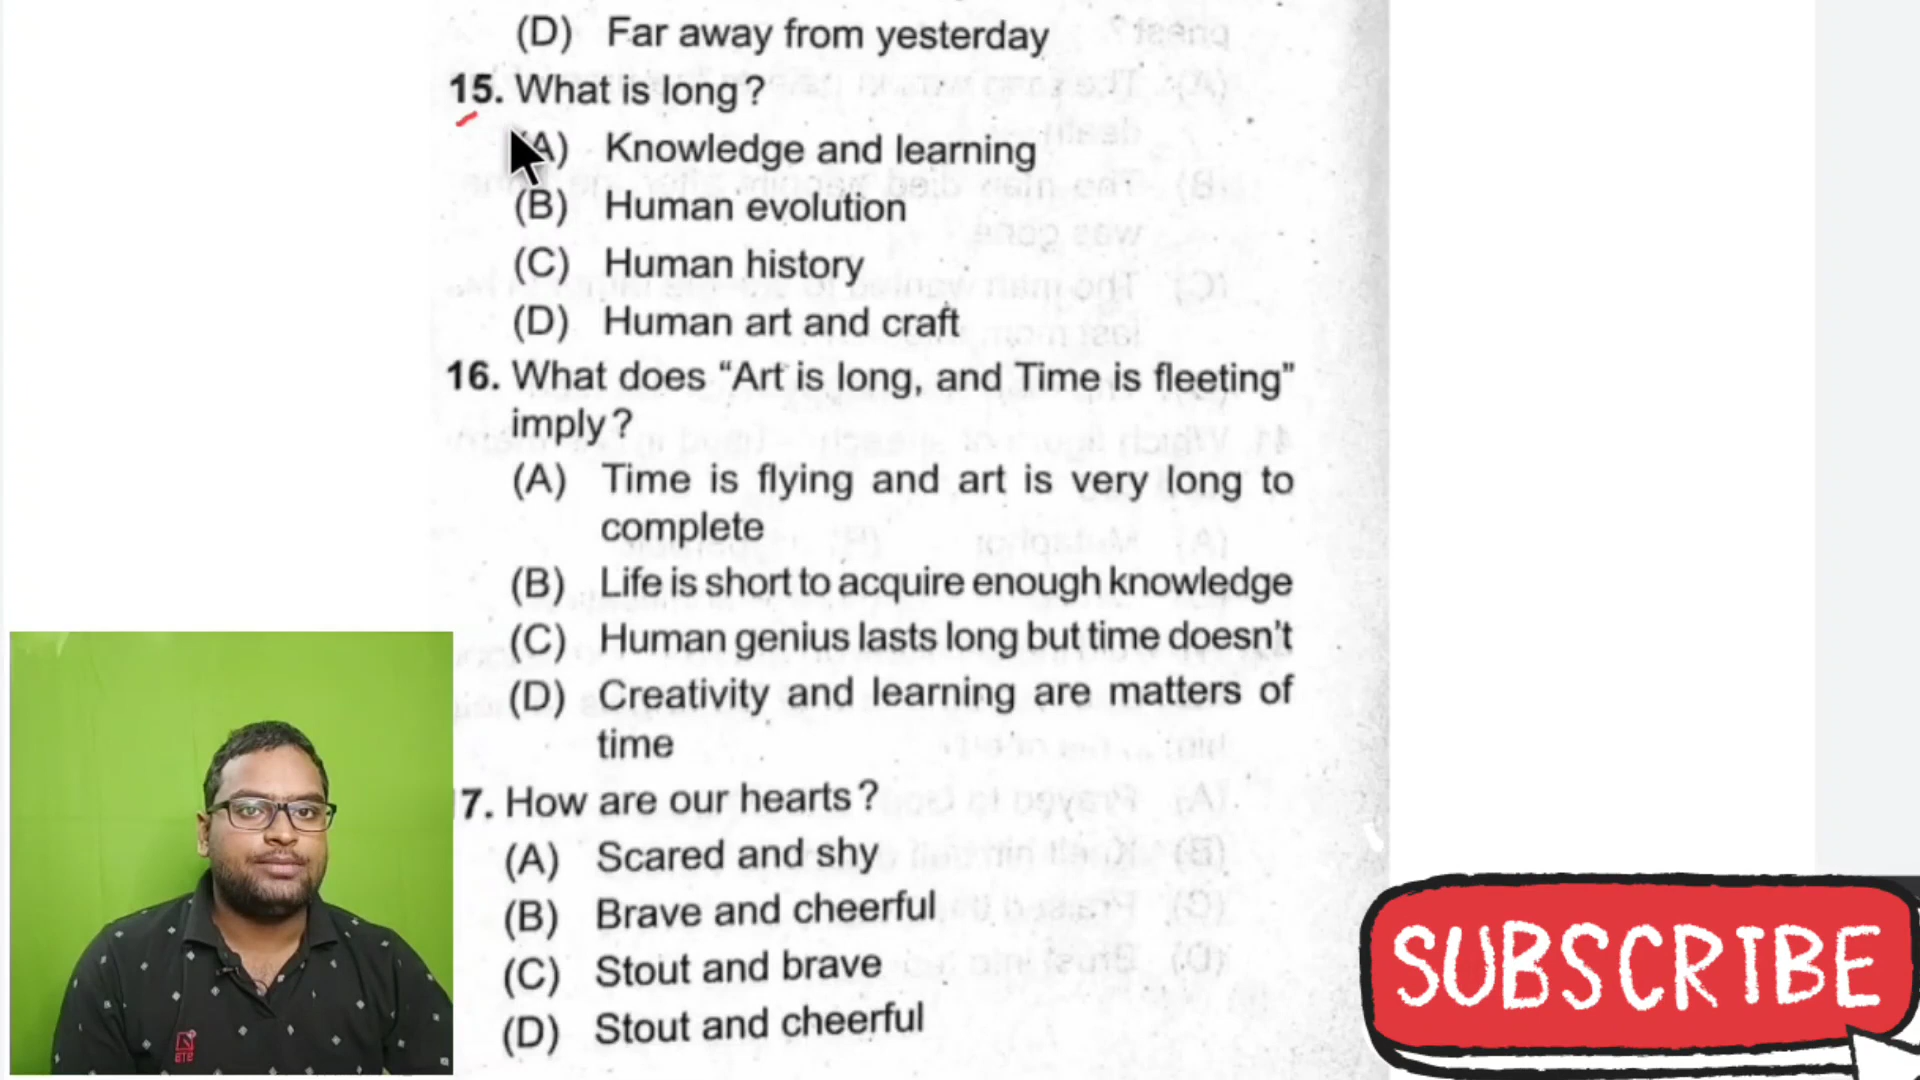 (D) Far away from yesterday
15. What is long?
A) Knowledge and learning
(B) Human evolution
(C) Human history
(D) Human art and craft
16. What does “Art is long, and Time is fleeting”
imply?
(A) Time is flying and art is very long to
complete
(B) Life is short to acquire enough knowledge
(C) Human genius lasts long but time doesn't
(D) Creativity and learning are matters of
time
7. How are our hearts?
(A) Scared and shy
(B) Brave and cheerful
(C) Stout and brave
(D) Stout and cheerful
SUBSCRIBE